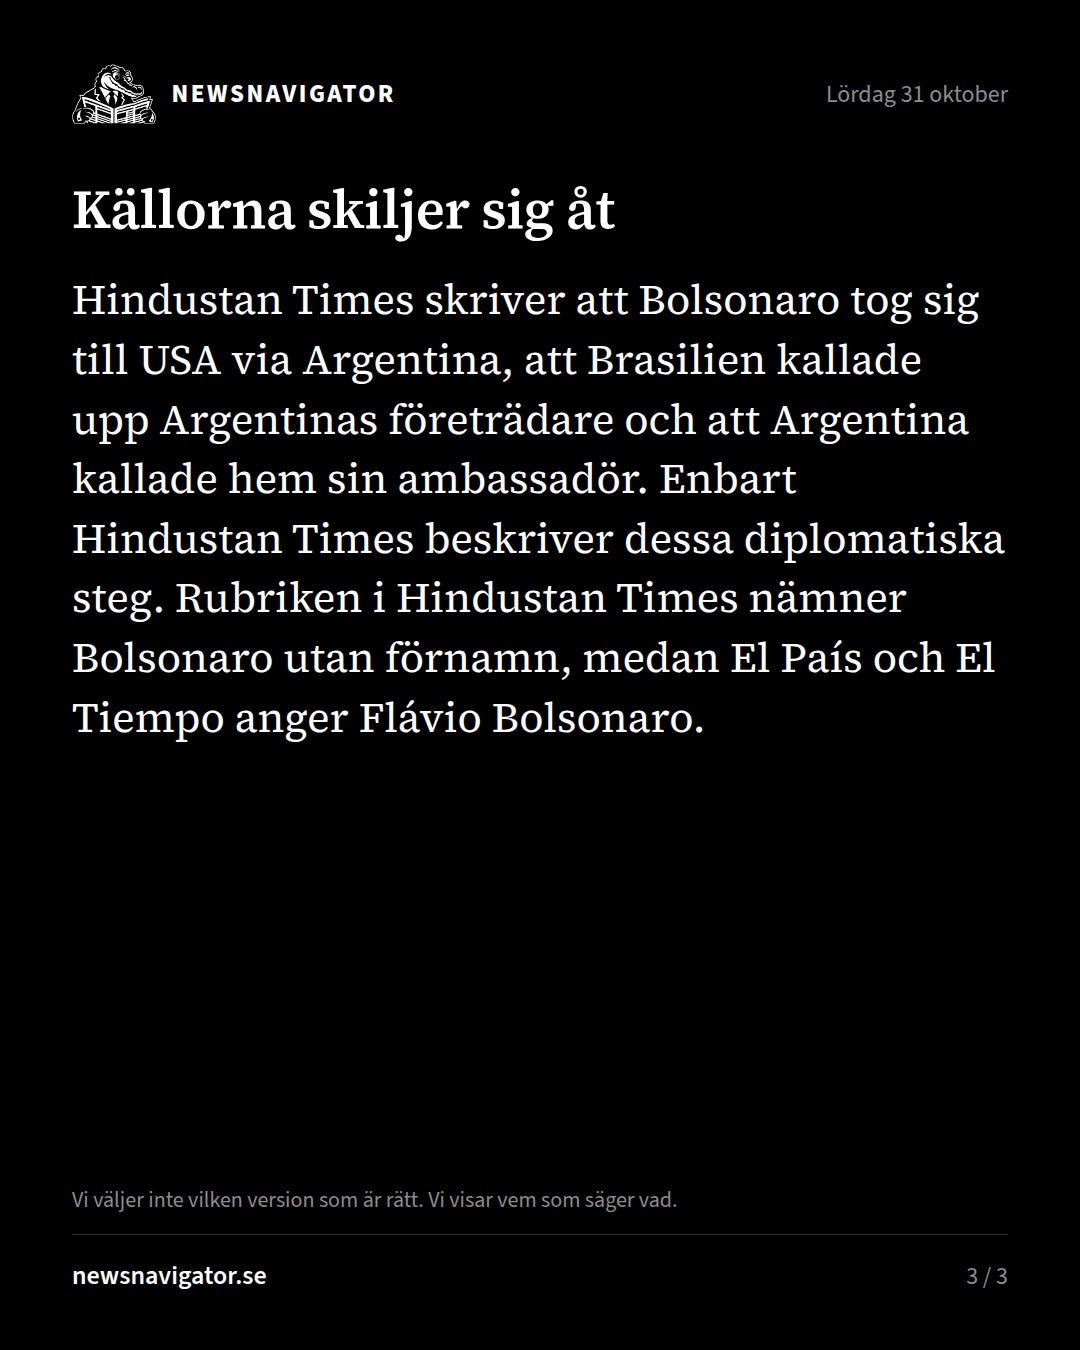 NEWSNAVIGATOR
Lördag 31 oktober
Källorna skiljer sig åt
Hindustan Times skriver att Bolsonaro tog sig
till USA via Argentina, att Brasilien kallade
upp Argentinas företrädare och att Argentina
kallade hem sin ambassadör. Enbart
Hindustan Times beskriver dessa diplomatiska
steg. Rubriken i Hindustan Times nämner
Bolsonaro utan förnamn, medan El País och El
Tiempo anger Flávio Bolsonaro.
Vi väljer inte vilken version som är rätt. Vi visar vem som säger vad.
newsnavigator.se
3 / 3